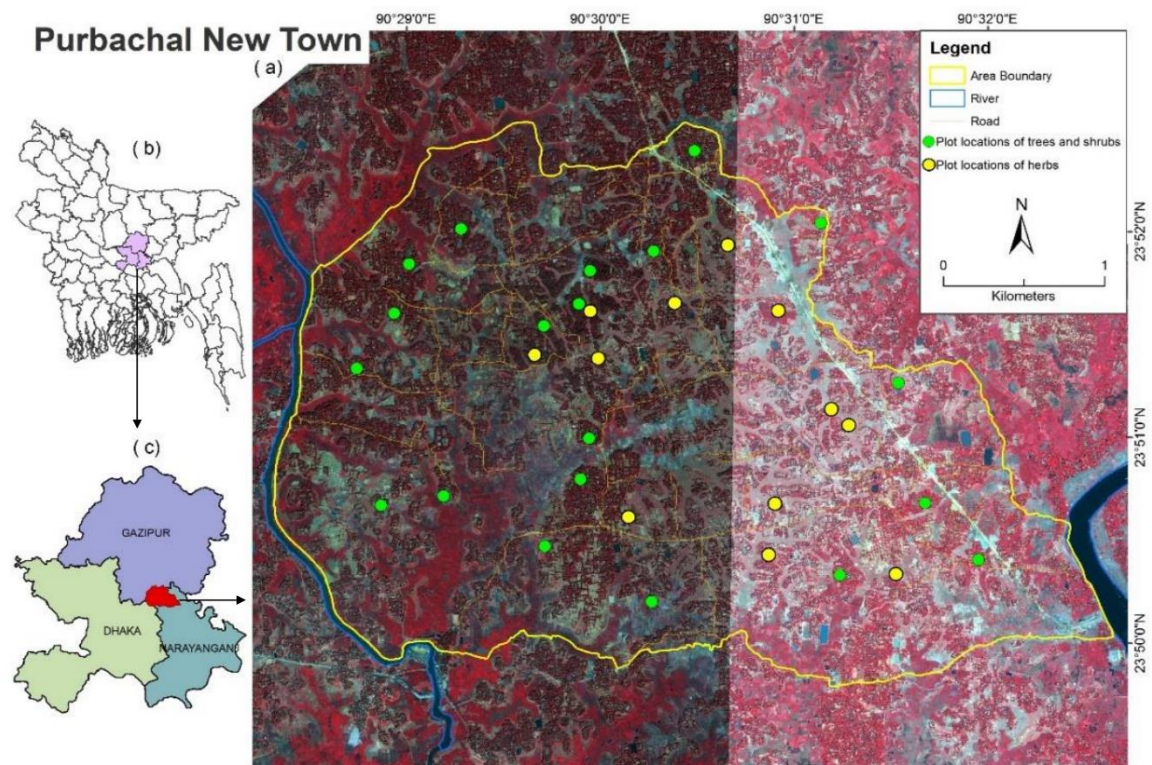 Purbachal New Town
90°29'0"E
90°30'0"E
90°31'0"E
90°32'0"E
( a)
( b)
( c)
GAZIPUR
DHAKA
NARAYANGANJ
Legend
Area Boundary
River
Road
Plot locations of trees and shrubs
Plot locations of herbs
N
0 1
Kilometers
23°52'0"N
23°51'0"N
23°50'0"N